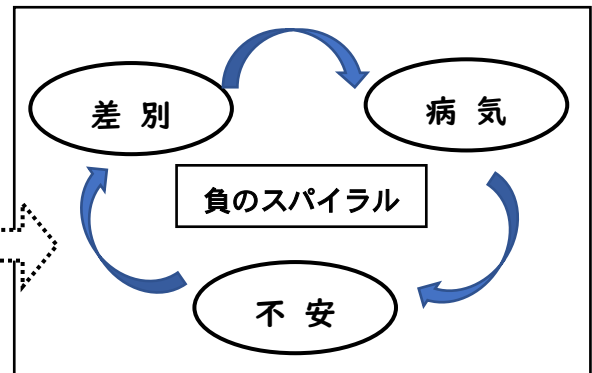 差 別
病 気
負のスパイラル
不 安